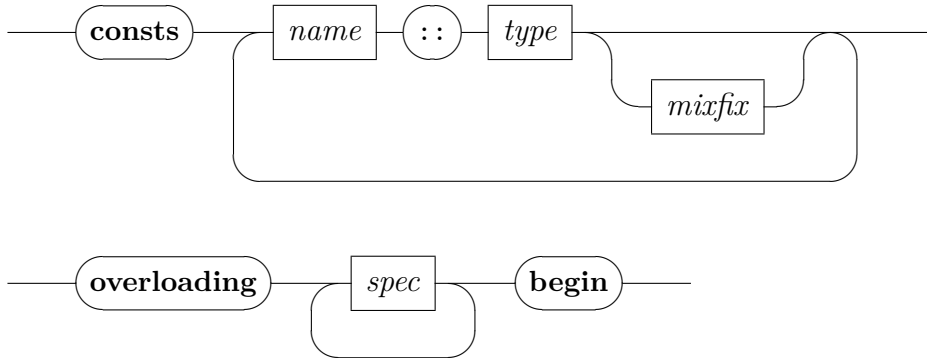 consts name :: type
mixfix
overloading spec begin